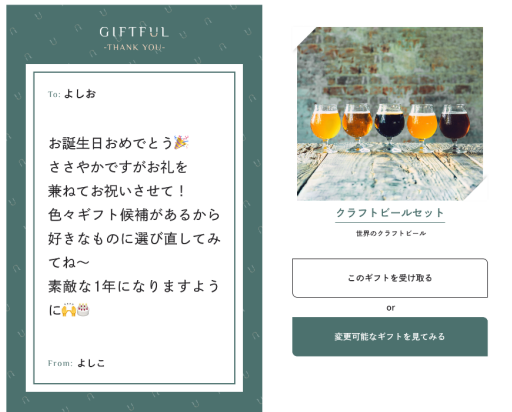 GIFTFUL
-THANK YOU-
To: よしお
お誕生日おめでとう🎉
ささやかですがお礼を
兼ねてお祝いさせて！
色々ギフト候補があるから
好きなものに選び直してみ
てね〜
素敵な1年になりますよう
に🙌🎂
From: よしこ
クラフトビールセット
世界のクラフトビール
このギフトを受け取る
or
変更可能なギフトを見てみる